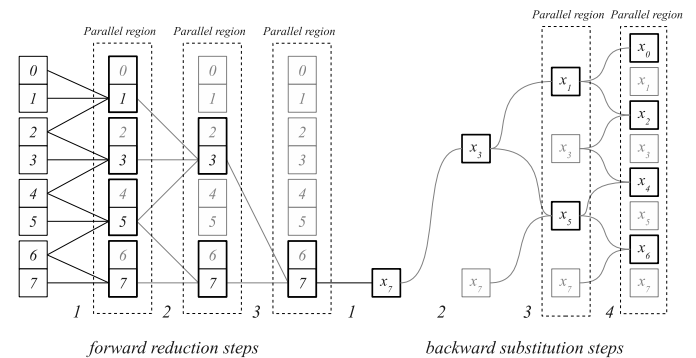 Parallel region
Parallel region
Parallel region
Parallel region
Parallel region
0 0 0 0 x0
1 1 1 1 x1 x1
2 2 2 2 x2
3 3 3 3 x3 x3 x3
4 4 4 4 x4
5 5 5 5 x5 x5
6 6 6 6 x6
7 7 7 7 x7 x7 x7 x7
1 2 3 1 2 3 4
forward reduction steps
backward substitution steps